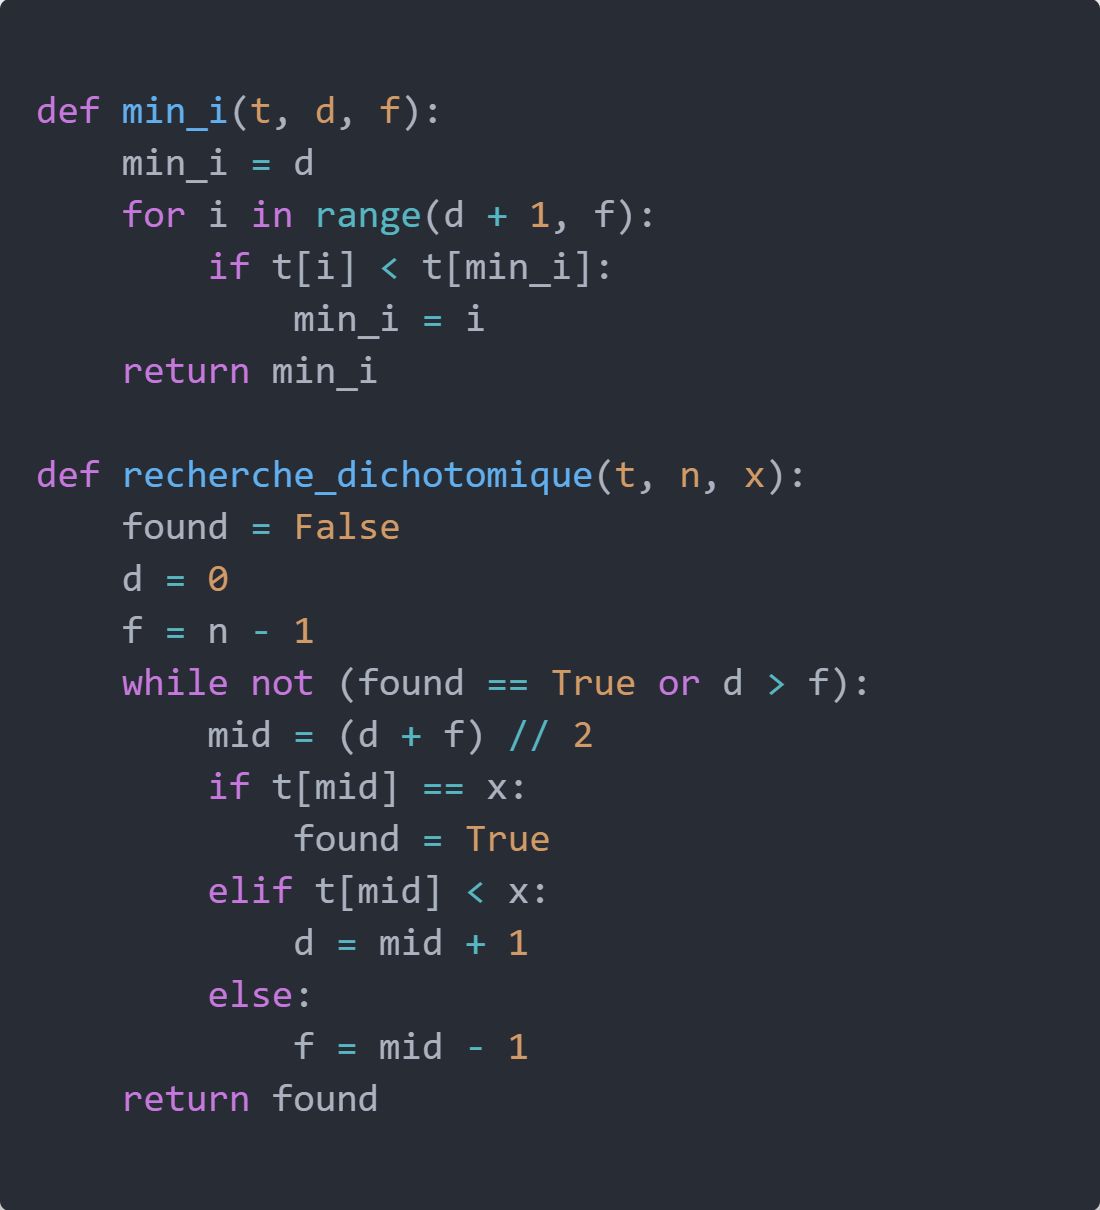 def min_i(t, d, f):
    min_i = d
    for i in range(d + 1, f):
        if t[i] < t[min_i]:
            min_i = i
    return min_i

def recherche_dichotomique(t, n, x):
    found = False
    d = 0
    f = n - 1
    while not (found == True or d > f):
        mid = (d + f) // 2
        if t[mid] == x:
            found = True
        elif t[mid] < x:
            d = mid + 1
        else:
            f = mid - 1
    return found